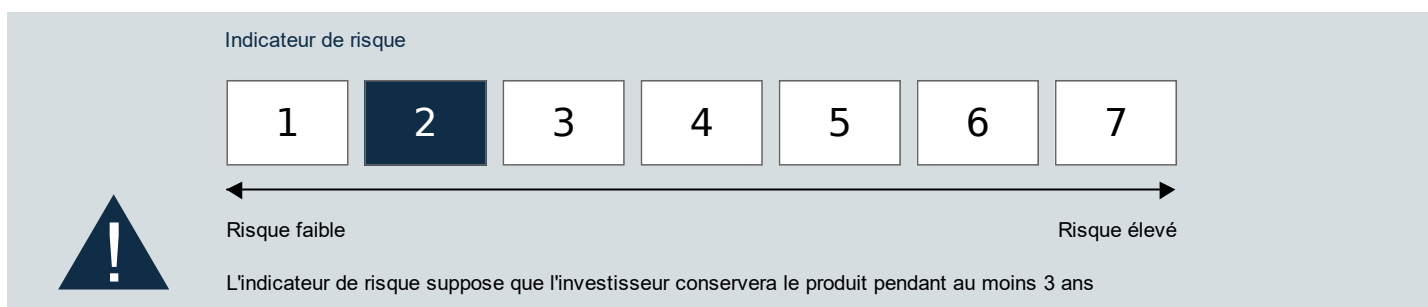 Indicateur de risque
1 2 3 4 5 6 7
Risque faible Risque élevé
!
L'indicateur de risque suppose que l'investisseur conservera le produit pendant au moins 3 ans